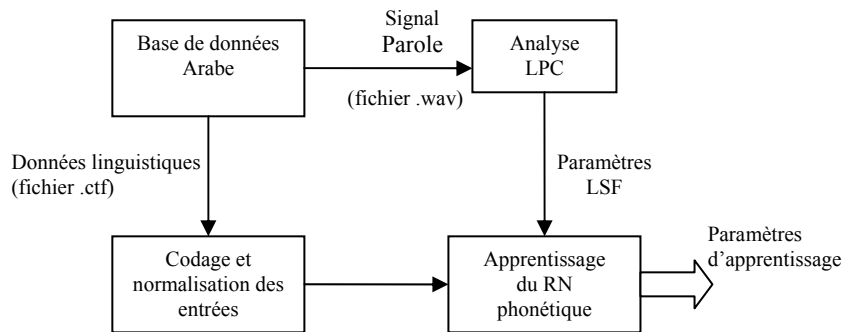 Base de données
Arabe
Signal
Parole
(fichier .wav)
Analyse
LPC
Données linguistiques
(fichier .ctf)
Paramètres
LSF
Codage et
normalisation des
entrées
Apprentissage
du RN
phonétique
Paramètres
d’apprentissage